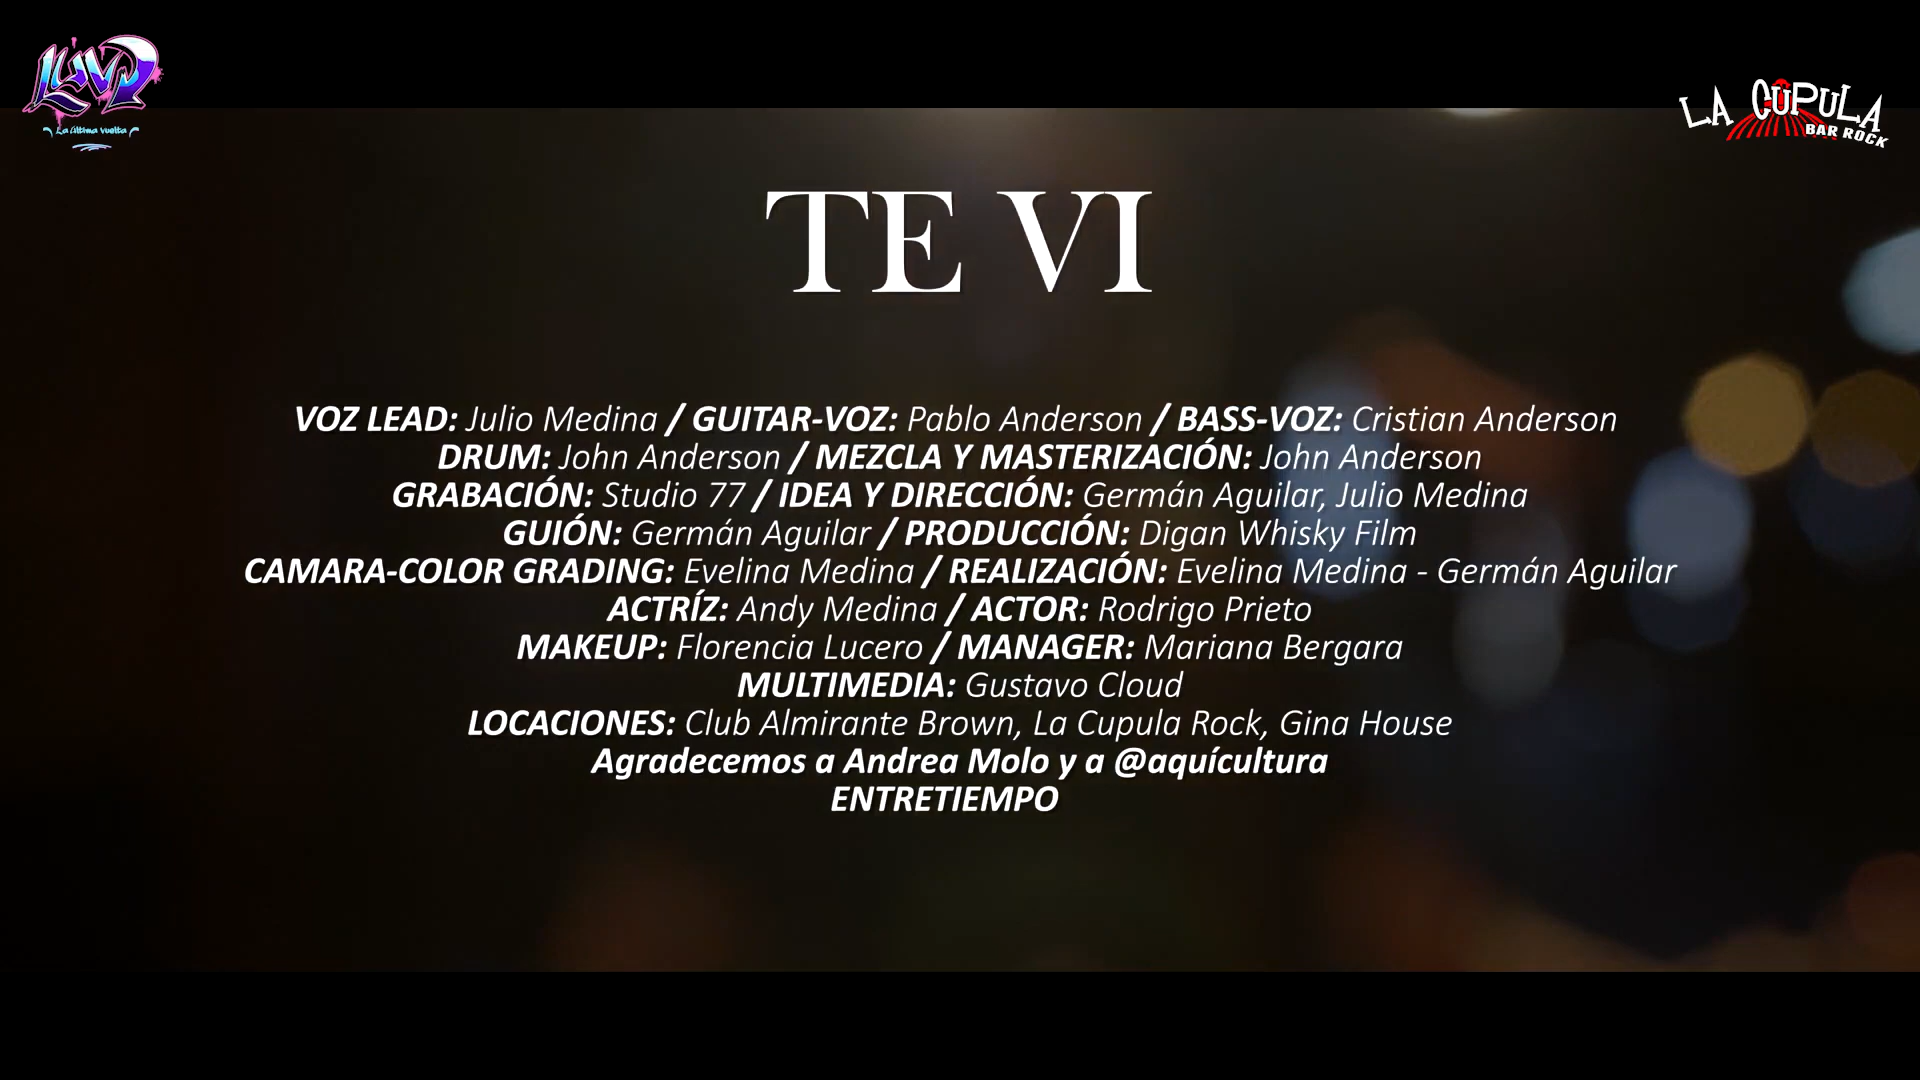 La última vuelta
LA CUPULA
BAR ROCK
TE VI
VOZ LEAD: Julio Medina / GUITAR-VOZ: Pablo Anderson / BASS-VOZ: Cristian Anderson
DRUM: John Anderson / MEZCLA Y MASTERIZACIÓN: John Anderson
GRABACIÓN: Studio 77 / IDEA Y DIRECCIÓN: Germán Aguilar, Julio Medina
GUIÓN: Germán Aguilar / PRODUCCIÓN: Digan Whisky Film
CAMARA-COLOR GRADING: Evelina Medina / REALIZACIÓN: Evelina Medina - Germán Aguilar
ACTRÍZ: Andy Medina / ACTOR: Rodrigo Prieto
MAKEUP: Florencia Lucero / MANAGER: Mariana Bergara
MULTIMEDIA: Gustavo Cloud
LOCACIONES: Club Almirante Brown, La Cupula Rock, Gina House
Agradecemos a Andrea Molo y a @aquícultura
ENTRETIEMPO